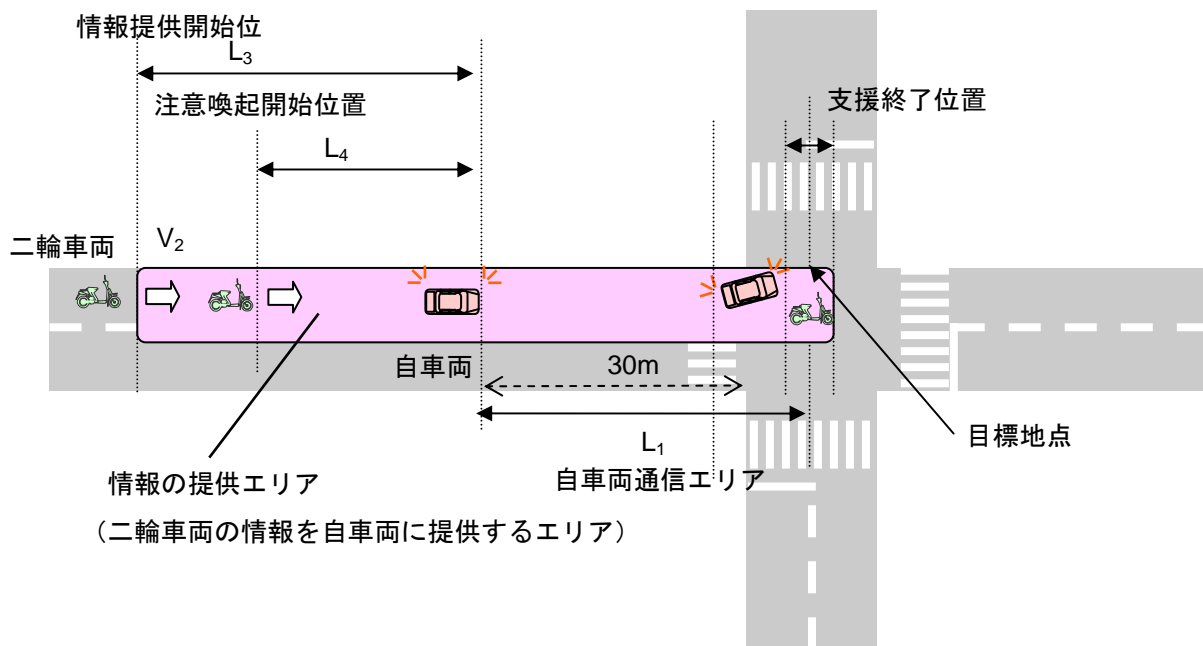 情報提供開始位
L3
注意喚起開始位置
支援終了位置
L4
二輪車両
V2
自車両
30m
目標地点
L1
情報の提供エリア
自車両通信エリア
（二輪車両の情報を自車両に提供するエリア）